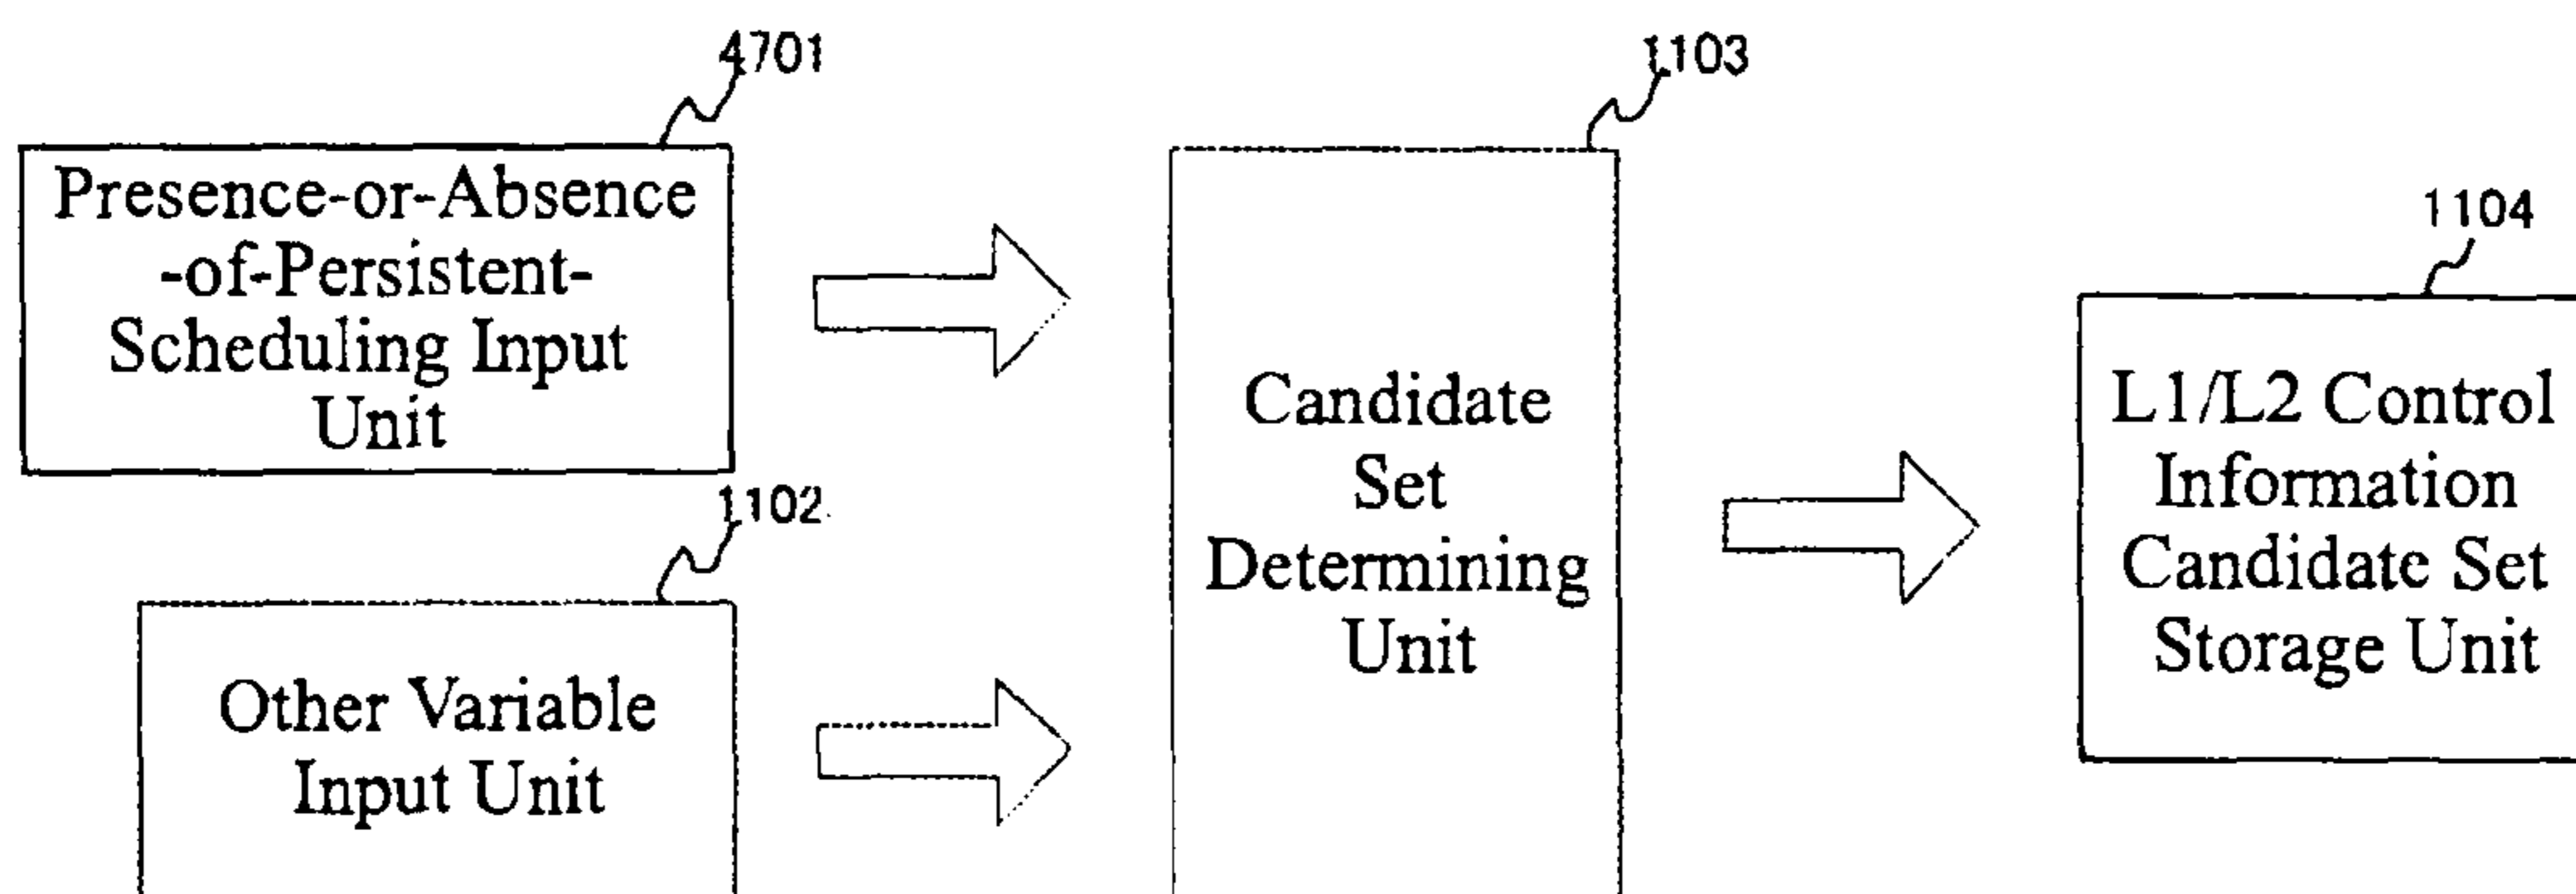 4701
Presence-or-Absence
-of-Persistent-
Scheduling Input
Unit
1102
Other Variable
Input Unit
1103
Candidate
Set
Determining
Unit
1104
L1/L2 Control
Information
Candidate Set
Storage Unit